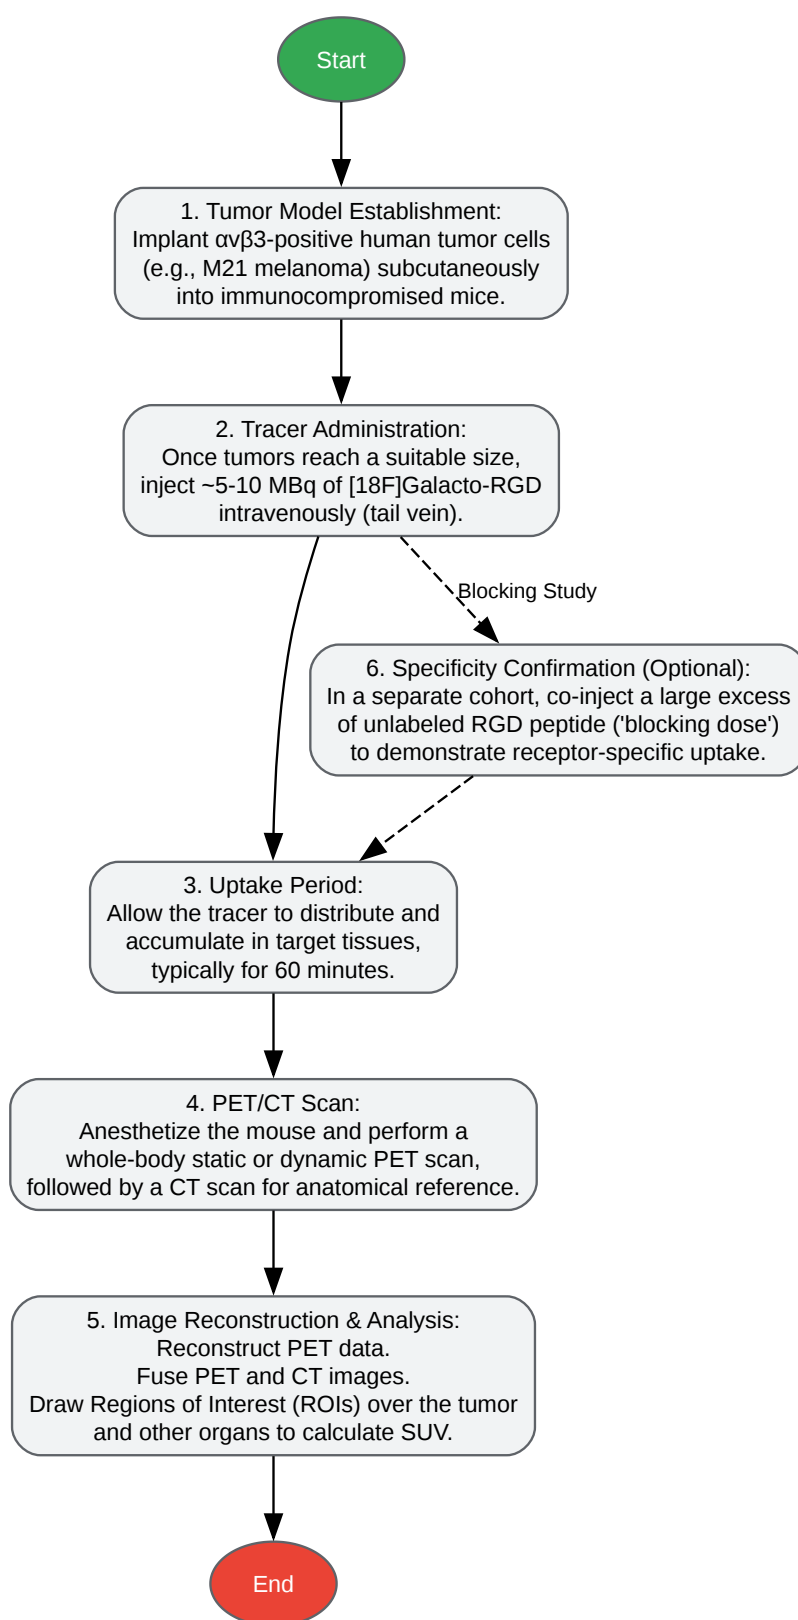 Start
1. Tumor Model Establishment:
Implant αvβ3-positive human tumor cells
(e.g., M21 melanoma) subcutaneously
into immunocompromised mice.
2. Tracer Administration:
Once tumors reach a suitable size,
inject ~5-10 MBq of [18F]Galacto-RGD
intravenously (tail vein).
Blocking Study
6. Specificity Confirmation (Optional):
In a separate cohort, co-inject a large excess
of unlabeled RGD peptide ('blocking dose')
to demonstrate receptor-specific uptake.
3. Uptake Period:
Allow the tracer to distribute and
accumulate in target tissues,
typically for 60 minutes.
4. PET/CT Scan:
Anesthetize the mouse and perform a
whole-body static or dynamic PET scan,
followed by a CT scan for anatomical reference.
5. Image Reconstruction & Analysis:
Reconstruct PET data.
Fuse PET and CT images.
Draw Regions of Interest (ROIs) over the tumor
and other organs to calculate SUV.
End